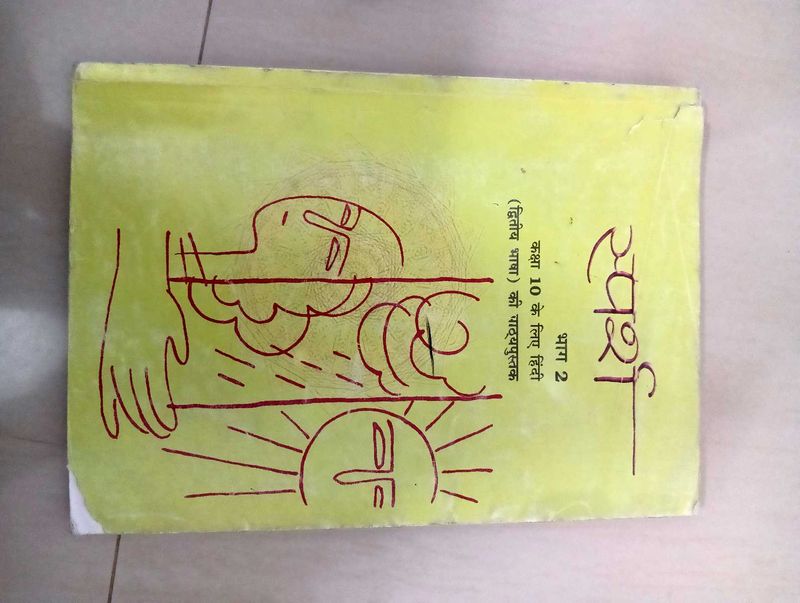 स्पर्श
भाग 2
कक्षा 10 के लिए हिंदी
(द्वितीय भाषा) की पाठ्यपुस्तक